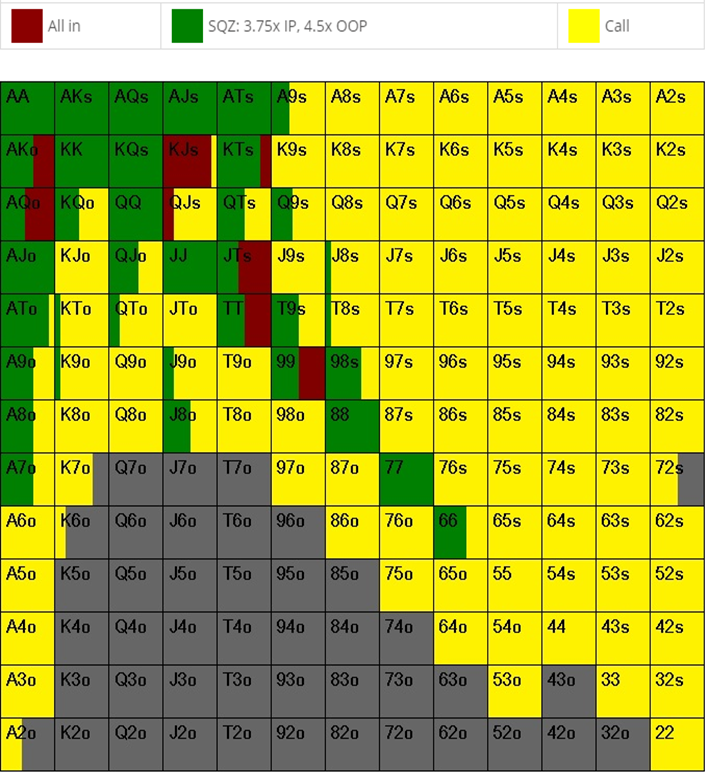 All in SQZ: 3.75x IP, 4.5x OOP Call
AA AKs AQs AJs ATs A9s A8s A7s A6s A5s A4s A3s A2s
AKo KK KQs KJs KTs K9s K8s K7s K6s K5s K4s K3s K2s
AQo KQo QQ QJs QTs Q9s Q8s Q7s Q6s Q5s Q4s Q3s Q2s
AJo KJo QJo JJ JTs J9s J8s J7s J6s J5s J4s J3s J2s
ATo KTo QTo JTo TT T9s T8s T7s T6s T5s T4s T3s T2s
A9o K9o Q9o J9o T9o 99 98s 97s 96s 95s 94s 93s 92s
A8o K8o Q8o J8o T8o 98o 88 87s 86s 85s 84s 83s 82s
A7o K7o Q7o J7o T7o 97o 87o 77 76s 75s 74s 73s 72s
A6o K6o Q6o J6o T6o 96o 86o 76o 66 65s 64s 63s 62s
A5o K5o Q5o J5o T5o 95o 85o 75o 65o 55 54s 53s 52s
A4o K4o Q4o J4o T4o 94o 84o 74o 64o 54o 44 43s 42s
A3o K3o Q3o J3o T3o 93o 83o 73o 63o 53o 43o 33 32s
A2o K2o Q2o J2o T2o 92o 82o 72o 62o 52o 42o 32o 22